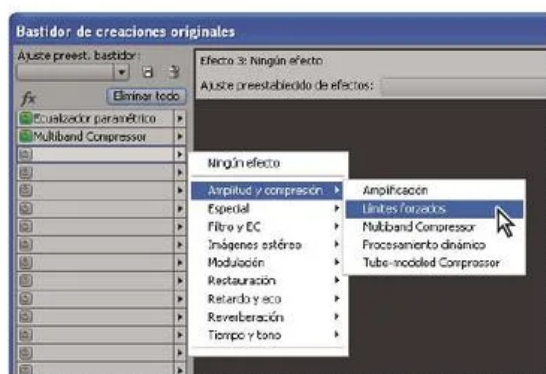 Bastidor de creaciones originales
Ajuste preest. bastidor:
fx
Eliminar todo
Ecualizador paramétrico
Multiband Compressor
Efecto 3: Ningún efecto
Ajuste preestablecido de efectos:
Ningún efecto
Amplitud y compresión
Especial
Filtro y EC
Imágenes estéreo
Modulación
Restauración
Retardo y eco
Reverberación
Tiempo y tono
Amplificación
Límites forzados
Multiband Compressor
Procesamiento dinámico
Tube-modeled Compressor